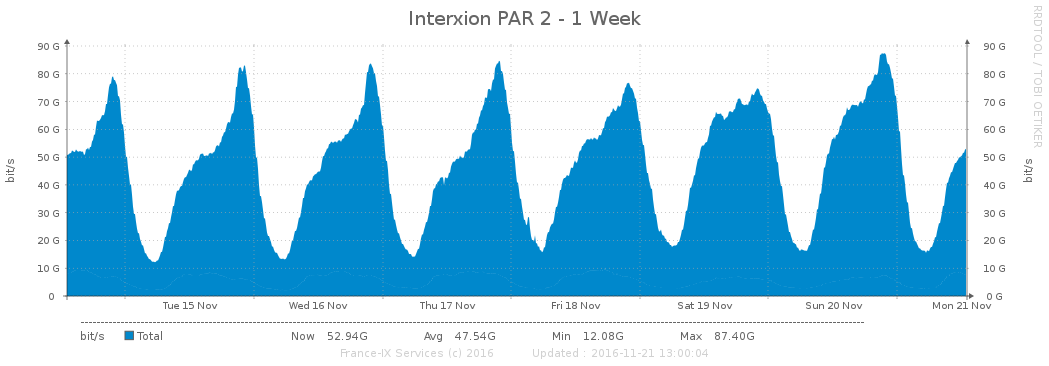 Interxion PAR 2 - 1 Week
RRDTOOL / TOBI OETIKER
90 G 90 G
80 G 80 G
70 G 70 G
60 G 60 G
50 G 50 G
40 G 40 G
30 G 30 G
20 G 20 G
10 G 10 G
0 0 G
bit/s
bit/s
Tue 15 Nov Wed 16 Nov Thu 17 Nov Fri 18 Nov Sat 19 Nov Sun 20 Nov Mon 21 Nov
bit/s Total Now 52.94G Avg 47.54G Min 12.08G Max 87.40G
France-IX Services (c) 2016 Updated : 2016-11-21 13:00:04